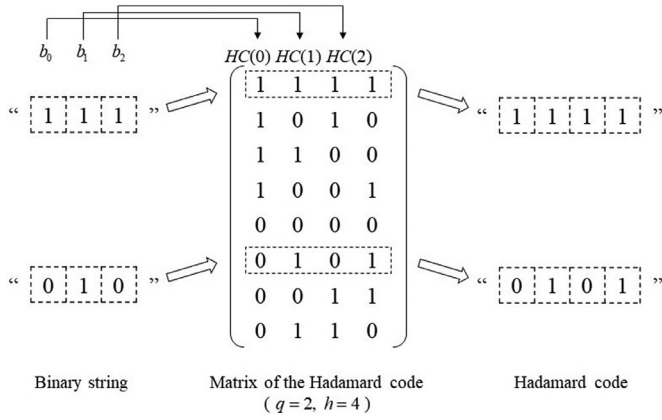 b0 b1 b2 HC(0) HC(1) HC(2)
1 1 1 1
“ 1 1 1 ” “ 1 1 1 1 ”
1 0 1 0
1 1 0 0
1 0 0 1
0 0 0 0
0 1 0 1
“ 0 1 0 ” “ 0 1 0 1 ”
0 0 1 1
0 1 1 0
Binary string Matrix of the Hadamard code Hadamard code
( q = 2, h = 4 )